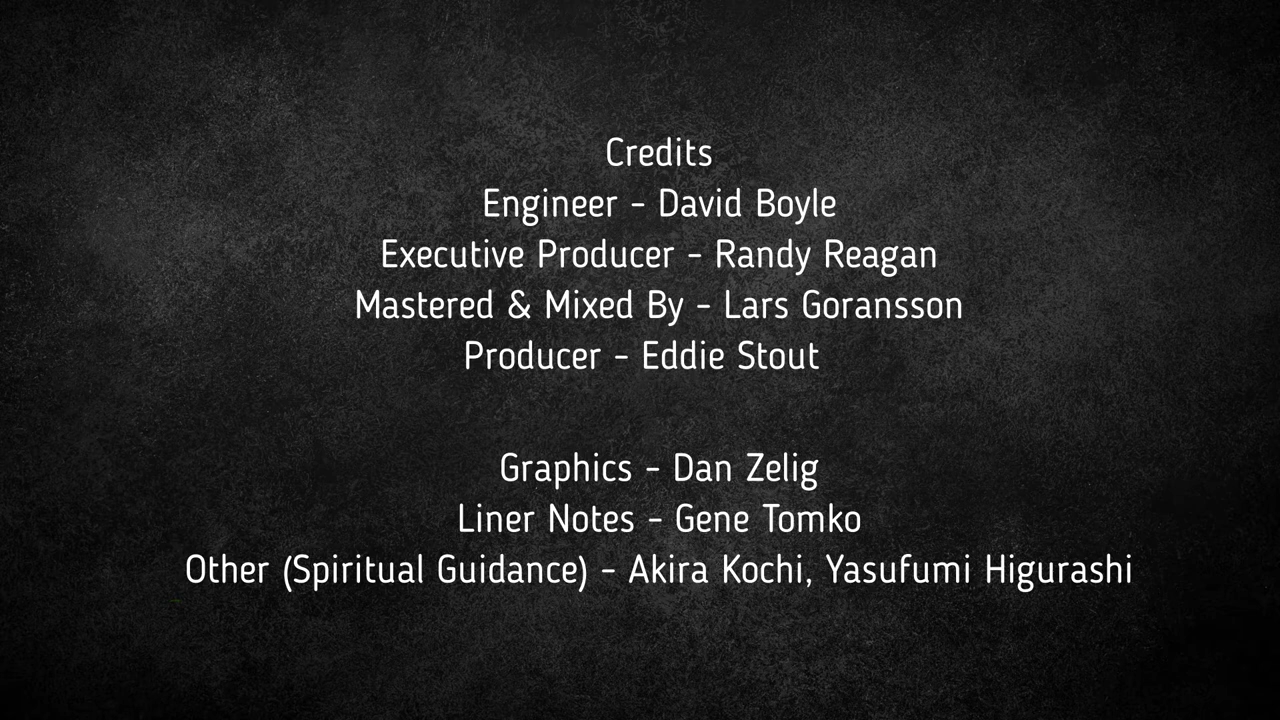 Credits
Engineer - David Boyle
Executive Producer - Randy Reagan
Mastered & Mixed By - Lars Goransson
Producer - Eddie Stout
Graphics - Dan Zelig
Liner Notes - Gene Tomko
Other (Spiritual Guidance) - Akira Kochi, Yasufumi Higurashi